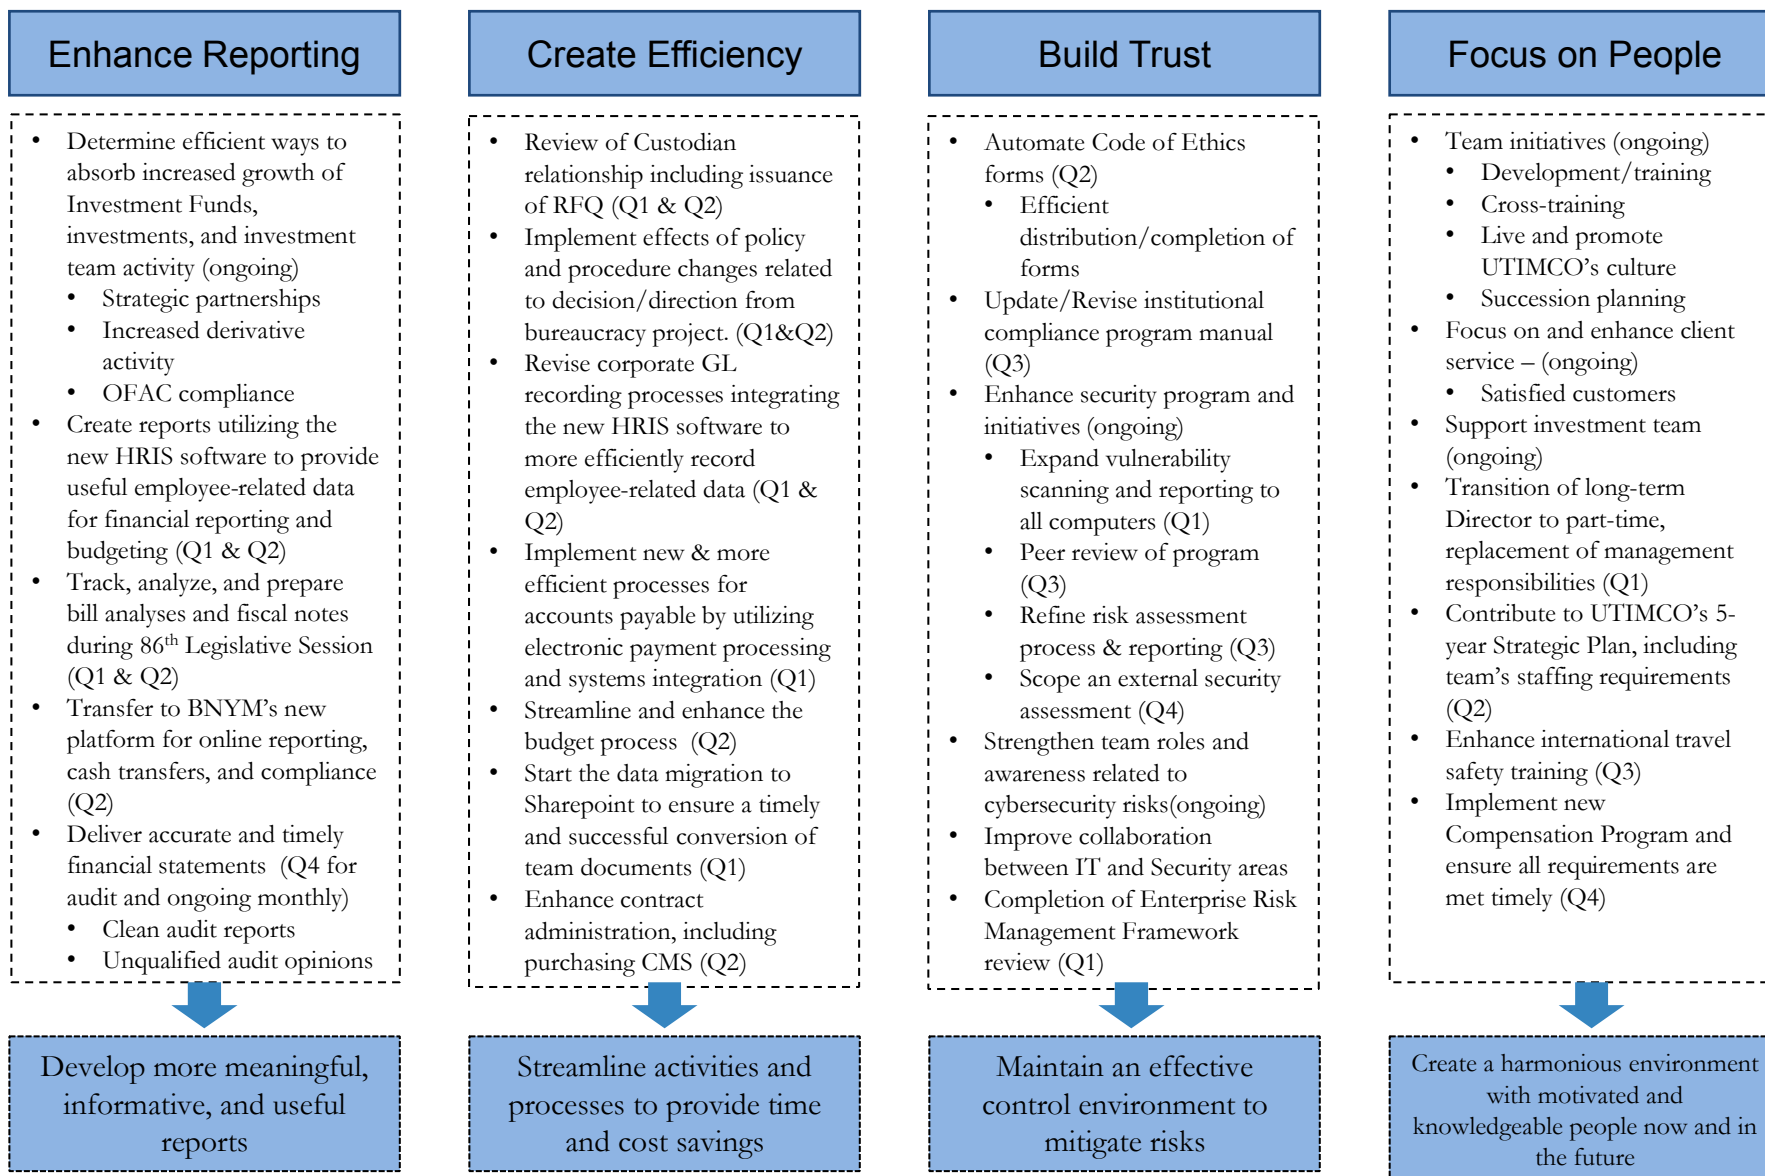 Enhance Reporting
• Determine efficient ways to
absorb increased growth of
Investment Funds,
investments, and investment
team activity (ongoing)
• Strategic partnerships
• Increased derivative
activity
• OFAC compliance
• Create reports utilizing the
new HRIS software to provide
useful employee-related data
for financial reporting and
budgeting (Q1 & Q2)
• Track, analyze, and prepare
bill analyses and fiscal notes
during 86th Legislative Session
(Q1 & Q2)
• Transfer to BNYM’s new
platform for online reporting,
cash transfers, and compliance
(Q2)
• Deliver accurate and timely
financial statements (Q4 for
audit and ongoing monthly)
• Clean audit reports
• Unqualified audit opinions
Develop more meaningful,
informative, and useful
reports
Create Efficiency
• Review of Custodian
relationship including issuance
of RFQ (Q1 & Q2)
• Implement effects of policy
and procedure changes related
to decision/direction from
bureaucracy project. (Q1&Q2)
• Revise corporate GL
recording processes integrating
the new HRIS software to
more efficiently record
employee-related data (Q1 &
Q2)
• Implement new & more
efficient processes for
accounts payable by utilizing
electronic payment processing
and systems integration (Q1)
• Streamline and enhance the
budget process (Q2)
• Start the data migration to
Sharepoint to ensure a timely
and successful conversion of
team documents (Q1)
• Enhance contract
administration, including
purchasing CMS (Q2)
Streamline activities and
processes to provide time
and cost savings
Build Trust
• Automate Code of Ethics
forms (Q2)
• Efficient
distribution/completion of
forms
• Update/Revise institutional
compliance program manual
(Q3)
• Enhance security program and
initiatives (ongoing)
• Expand vulnerability
scanning and reporting to
all computers (Q1)
• Peer review of program
(Q3)
• Refine risk assessment
process & reporting (Q3)
• Scope an external security
assessment (Q4)
• Strengthen team roles and
awareness related to
cybersecurity risks(ongoing)
• Improve collaboration
between IT and Security areas
• Completion of Enterprise Risk
Management Framework
review (Q1)
Maintain an effective
control environment to
mitigate risks
Focus on People
• Team initiatives (ongoing)
• Development/training
• Cross-training
• Live and promote
UTIMCO’s culture
• Succession planning
• Focus on and enhance client
service – (ongoing)
• Satisfied customers
• Support investment team
(ongoing)
• Transition of long-term
Director to part-time,
replacement of management
responsibilities (Q1)
• Contribute to UTIMCO’s 5-
year Strategic Plan, including
team’s staffing requirements
(Q2)
• Enhance international travel
safety training (Q3)
• Implement new
Compensation Program and
ensure all requirements are
met timely (Q4)
Create a harmonious environment
with motivated and
knowledgeable people now and in
the future